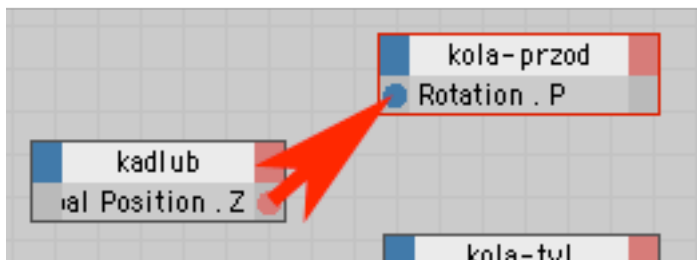 kola-przod
Rotation . P
kadlub
al Position . Z
kola-tyl